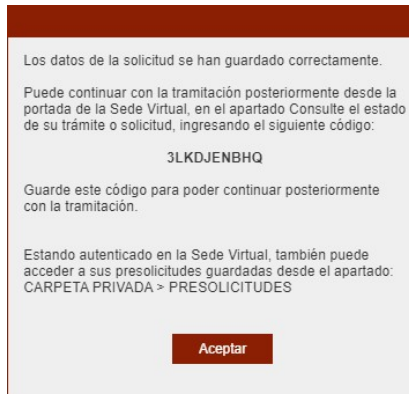 Los datos de la solicitud se han guardado correctamente.
Puede continuar con la tramitación posteriormente desde la
portada de la Sede Virtual, en el apartado Consulte el estado
de su trámite o solicitud, ingresando el siguiente código:
3LKDJENBHQ
Guarde este código para poder continuar posteriormente
con la tramitación.
Estando autenticado en la Sede Virtual, también puede
acceder a sus presolicitudes guardadas desde el apartado:
CARPETA PRIVADA > PRESOLICITUDES
Aceptar